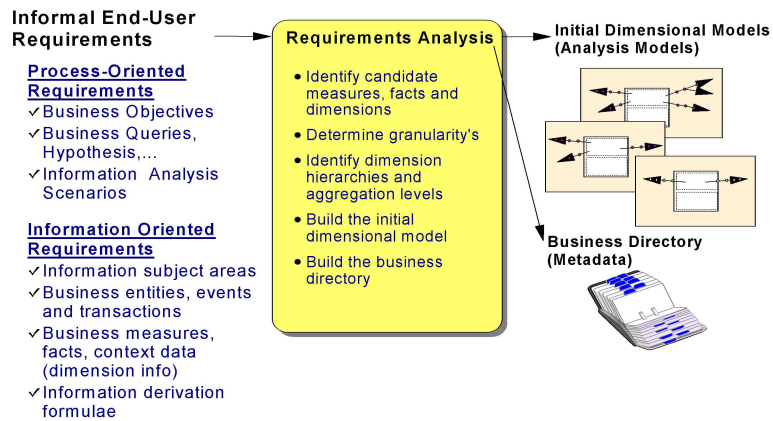 Informal End-User
Requirements
Process-Oriented
Requirements
Business Objectives
Business Queries,
Hypothesis,...
Information Analysis
Scenarios
Information Oriented
Requirements
Information subject areas
Business entities, events
and transactions
Business measures,
facts, context data
(dimension info)
Information derivation
formulae
Requirements Analysis
Identify candidate
measures, facts and
dimensions
Determine granularity's
Identify dimension
hierarchies and
aggregation levels
Build the initial
dimensional model
Build the business
directory
Initial Dimensional Models
(Analysis Models)
Business Directory
(Metadata)